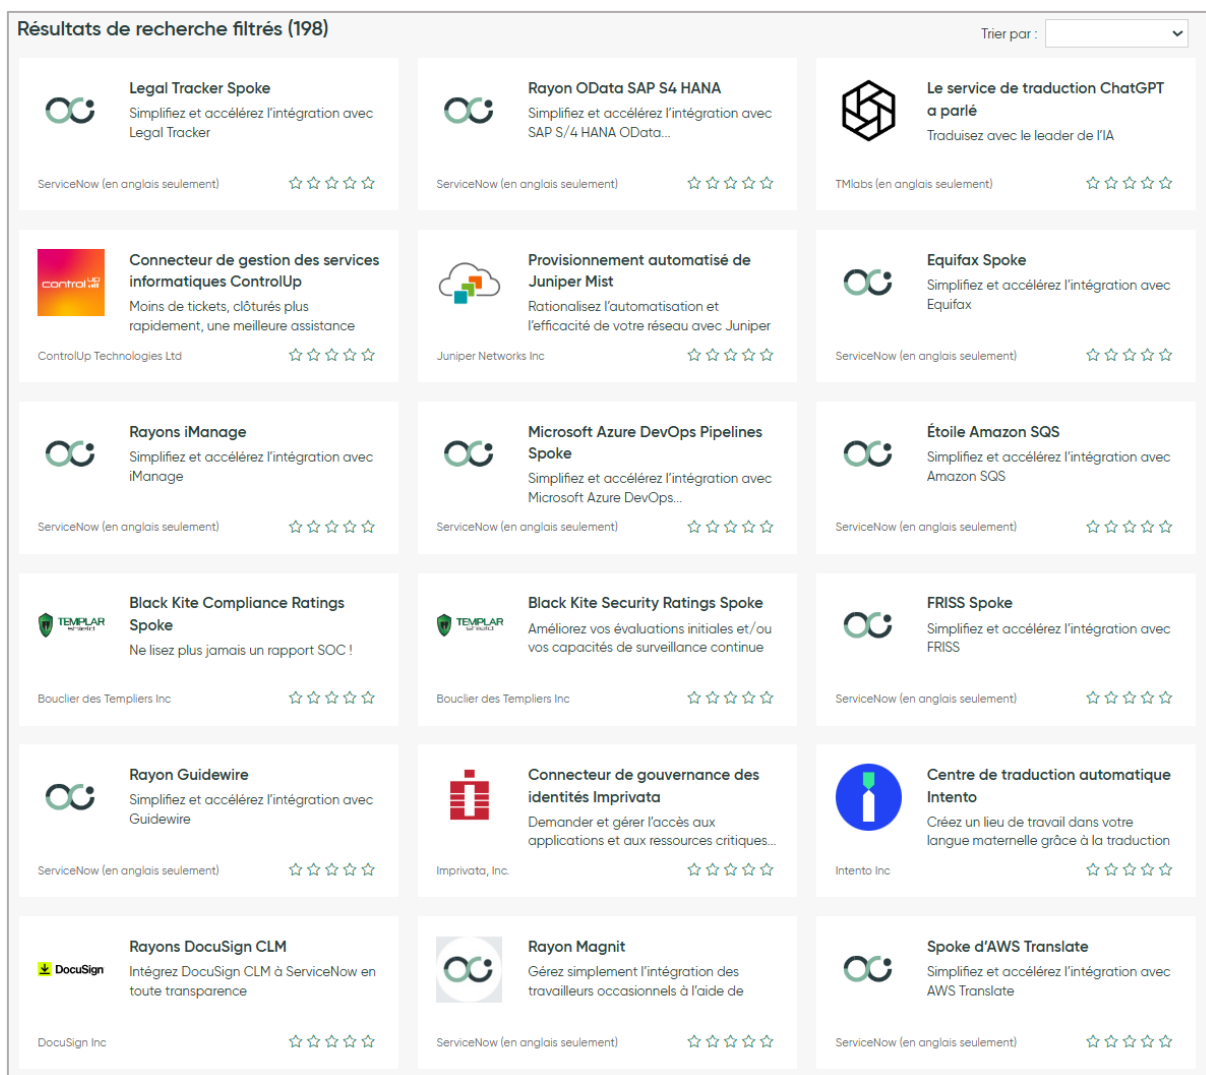 Résultats de recherche filtrés (198)
Trier par :
Legal Tracker Spoke
Simplifiez et accélérez l’intégration avec
Legal Tracker
ServiceNow (en anglais seulement)
Rayon OData SAP S4 HANA
Simplifiez et accélérez l’intégration avec
SAP S/4 HANA OData...
ServiceNow (en anglais seulement)
Le service de traduction ChatGPT
a parlé
Traduisez avec le leader de l’IA
TMlabs (en anglais seulement)
control up
Connecteur de gestion des services
informatiques ControlUp
Moins de tickets, clôturés plus
rapidement, une meilleure assistance
ControlUp Technologies Ltd
Provisionnement automatisé de
Juniper Mist
Rationalisez l’automatisation et
l’efficacité de votre réseau avec Juniper
Juniper Networks Inc
Equifax Spoke
Simplifiez et accélérez l’intégration avec
Equifax
ServiceNow (en anglais seulement)
Rayons iManage
Simplifiez et accélérez l’intégration avec
iManage
ServiceNow (en anglais seulement)
Microsoft Azure DevOps Pipelines
Spoke
Simplifiez et accélérez l’intégration avec
Microsoft Azure DevOps...
ServiceNow (en anglais seulement)
Étoile Amazon SQS
Simplifiez et accélérez l’intégration avec
Amazon SQS
ServiceNow (en anglais seulement)
TEMPLAR
SHIELD
Black Kite Compliance Ratings
Spoke
Ne lisez plus jamais un rapport SOC !
Bouclier des Templiers Inc
TEMPLAR
SHIELD
Black Kite Security Ratings Spoke
Améliorez vos évaluations initiales et/ou
vos capacités de surveillance continue
Bouclier des Templiers Inc
FRISS Spoke
Simplifiez et accélérez l’intégration avec
FRISS
ServiceNow (en anglais seulement)
Rayon Guidewire
Simplifiez et accélérez l’intégration avec
Guidewire
ServiceNow (en anglais seulement)
Connecteur de gouvernance des
identités Imprivata
Demander et gérer l’accès aux
applications et aux ressources critiques...
Imprivata, Inc.
Centre de traduction automatique
Intento
Créez un lieu de travail dans votre
langue maternelle grâce à la traduction
Intento Inc
DocuSign
Rayons DocuSign CLM
Intégrez DocuSign CLM à ServiceNow en
toute transparence
DocuSign Inc
Rayon Magnit
Gérez simplement l’intégration des
travailleurs occasionnels à l’aide de
ServiceNow (en anglais seulement)
Spoke d’AWS Translate
Simplifiez et accélérez l’intégration avec
AWS Translate
ServiceNow (en anglais seulement)